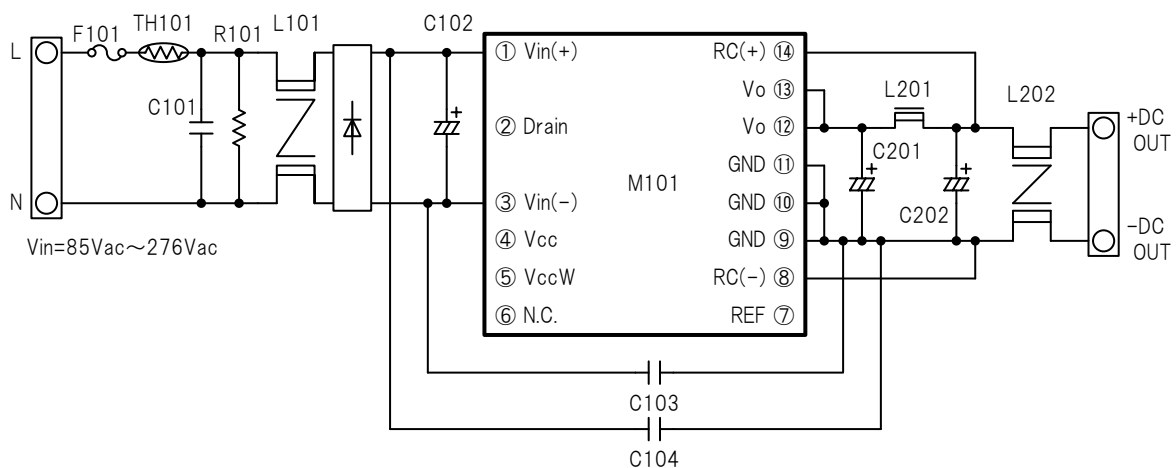 F101
TH101
R101
L101
C102
L
C101
N
Vin=85Vac～276Vac
① Vin(+)
② Drain
③ Vin(-)
④ Vcc
⑤ VccW
⑥ N.C.
M101
RC(+) ⑭
Vo ⑬
Vo ⑫
GND ⑪
GND ⑩
GND ⑨
RC(-) ⑧
REF ⑦
L201
L202
+
+
+
C201
C202
+DC
OUT
-DC
OUT
C103
C104